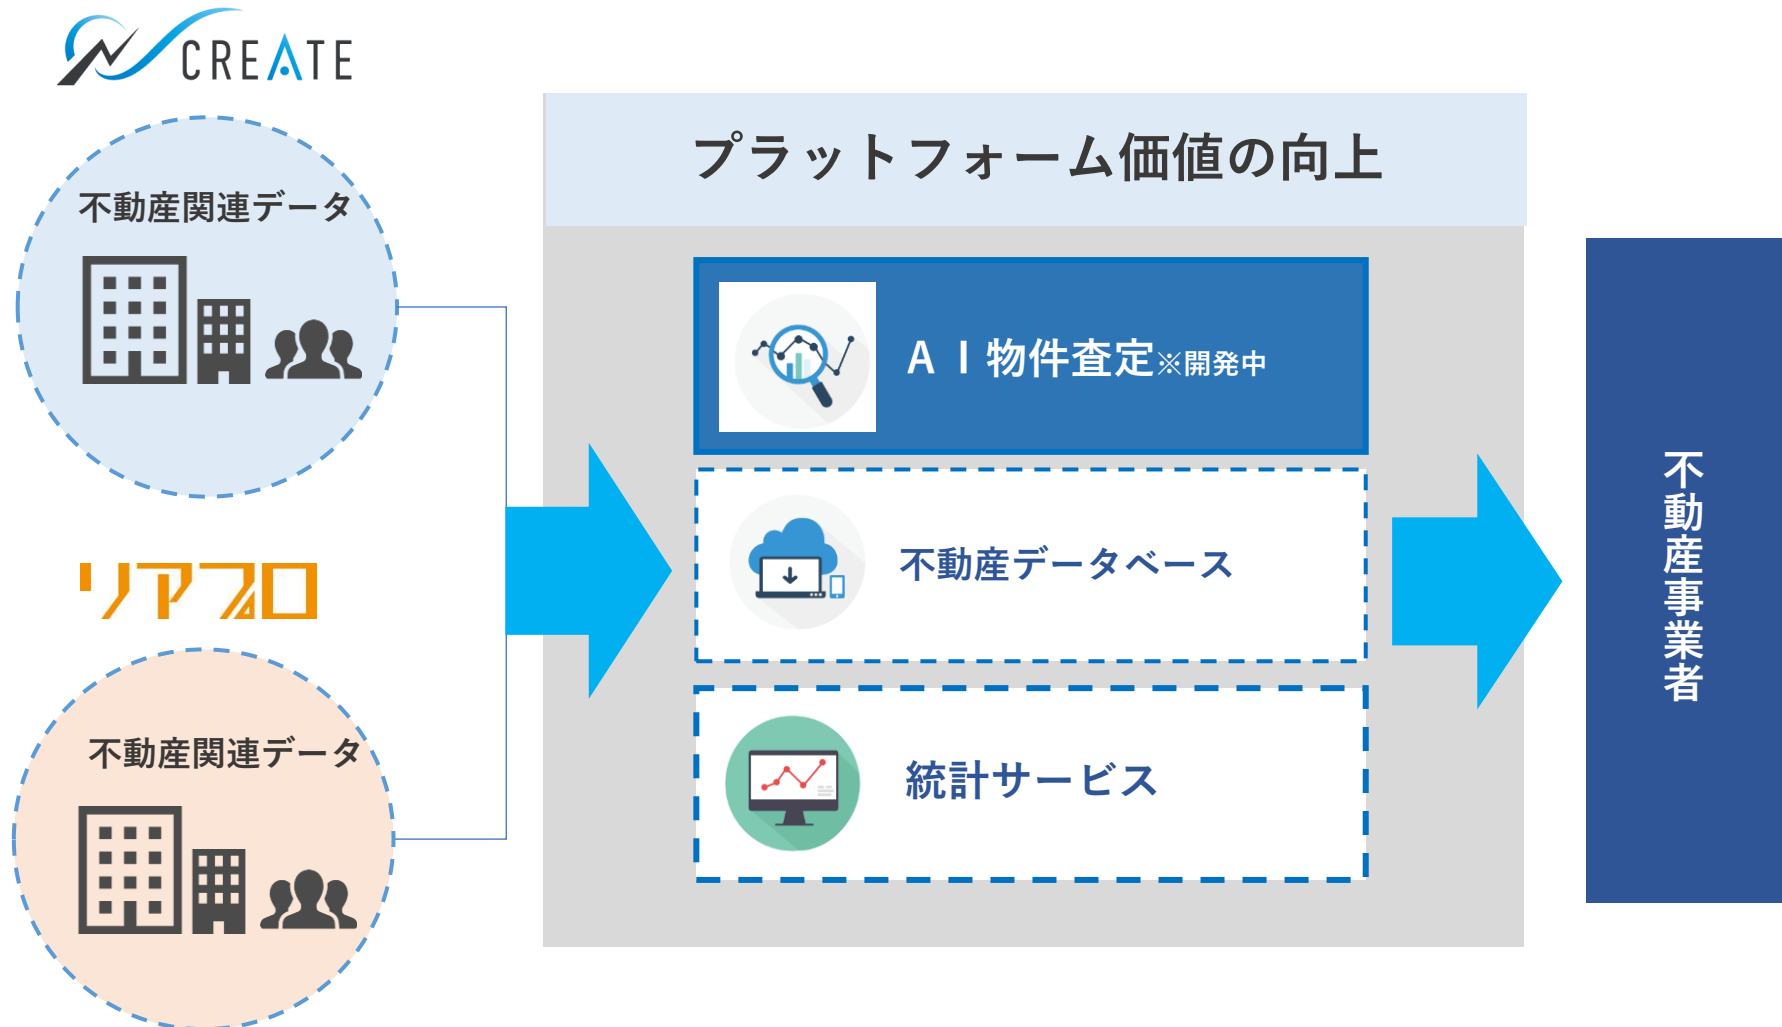 CREATE
不動産関連データ
リアプロ
不動産関連データ
プラットフォーム価値の向上
AI物件査定※開発中
不動産データベース
統計サービス
不動産事業者